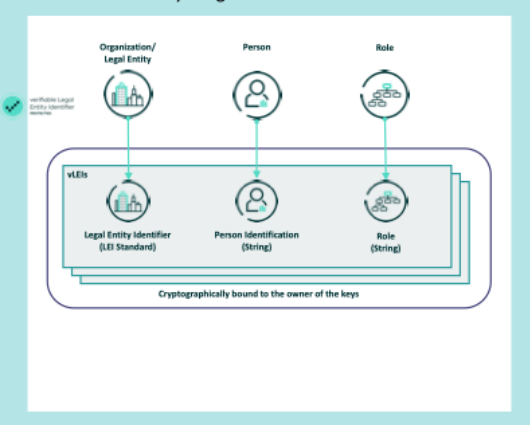 Organization/
Legal Entity
Person
Role
verifiable Legal
Entity Identifier
vLEIs
Legal Entity Identifier
(LEI Standard)
Person Identification
(String)
Role
(String)
Cryptographically bound to the owner of the keys